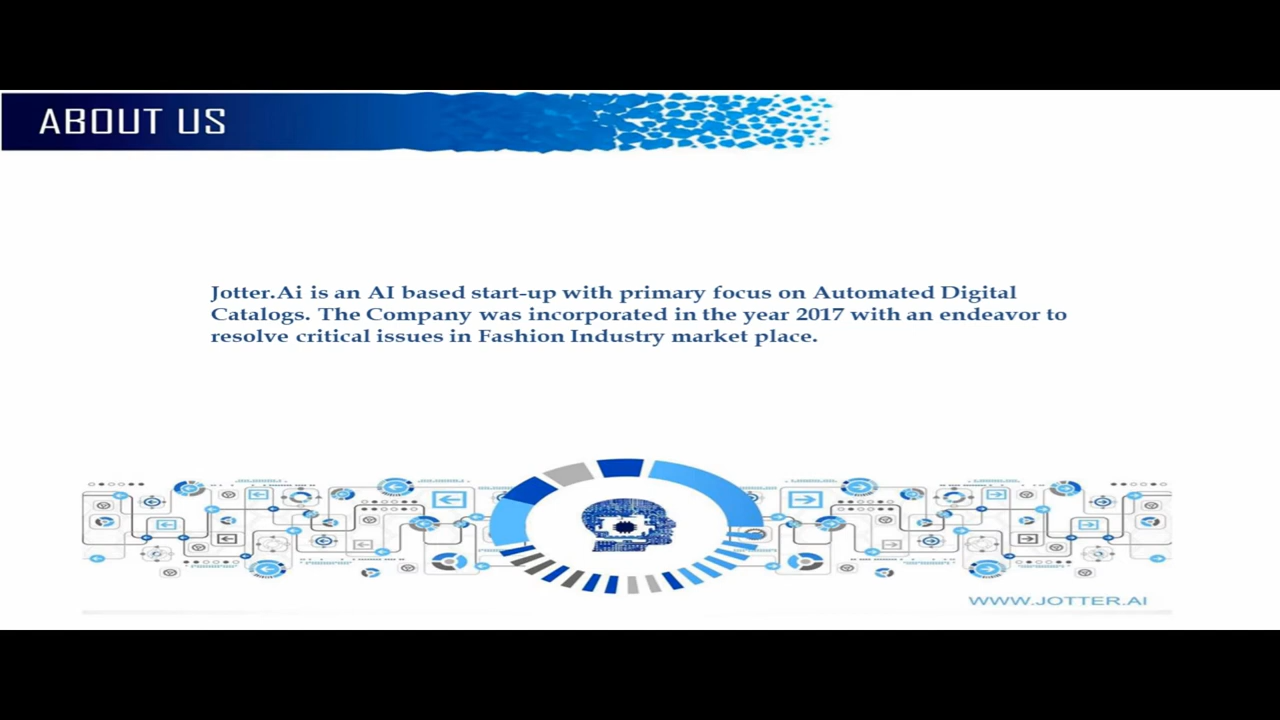 ABOUT US
Jotter.Ai is an AI based start-up with primary focus on Automated Digital
Catalogs. The Company was incorporated in the year 2017 with an endeavor to
resolve critical issues in Fashion Industry market place.
WWW.JOTTER.AI